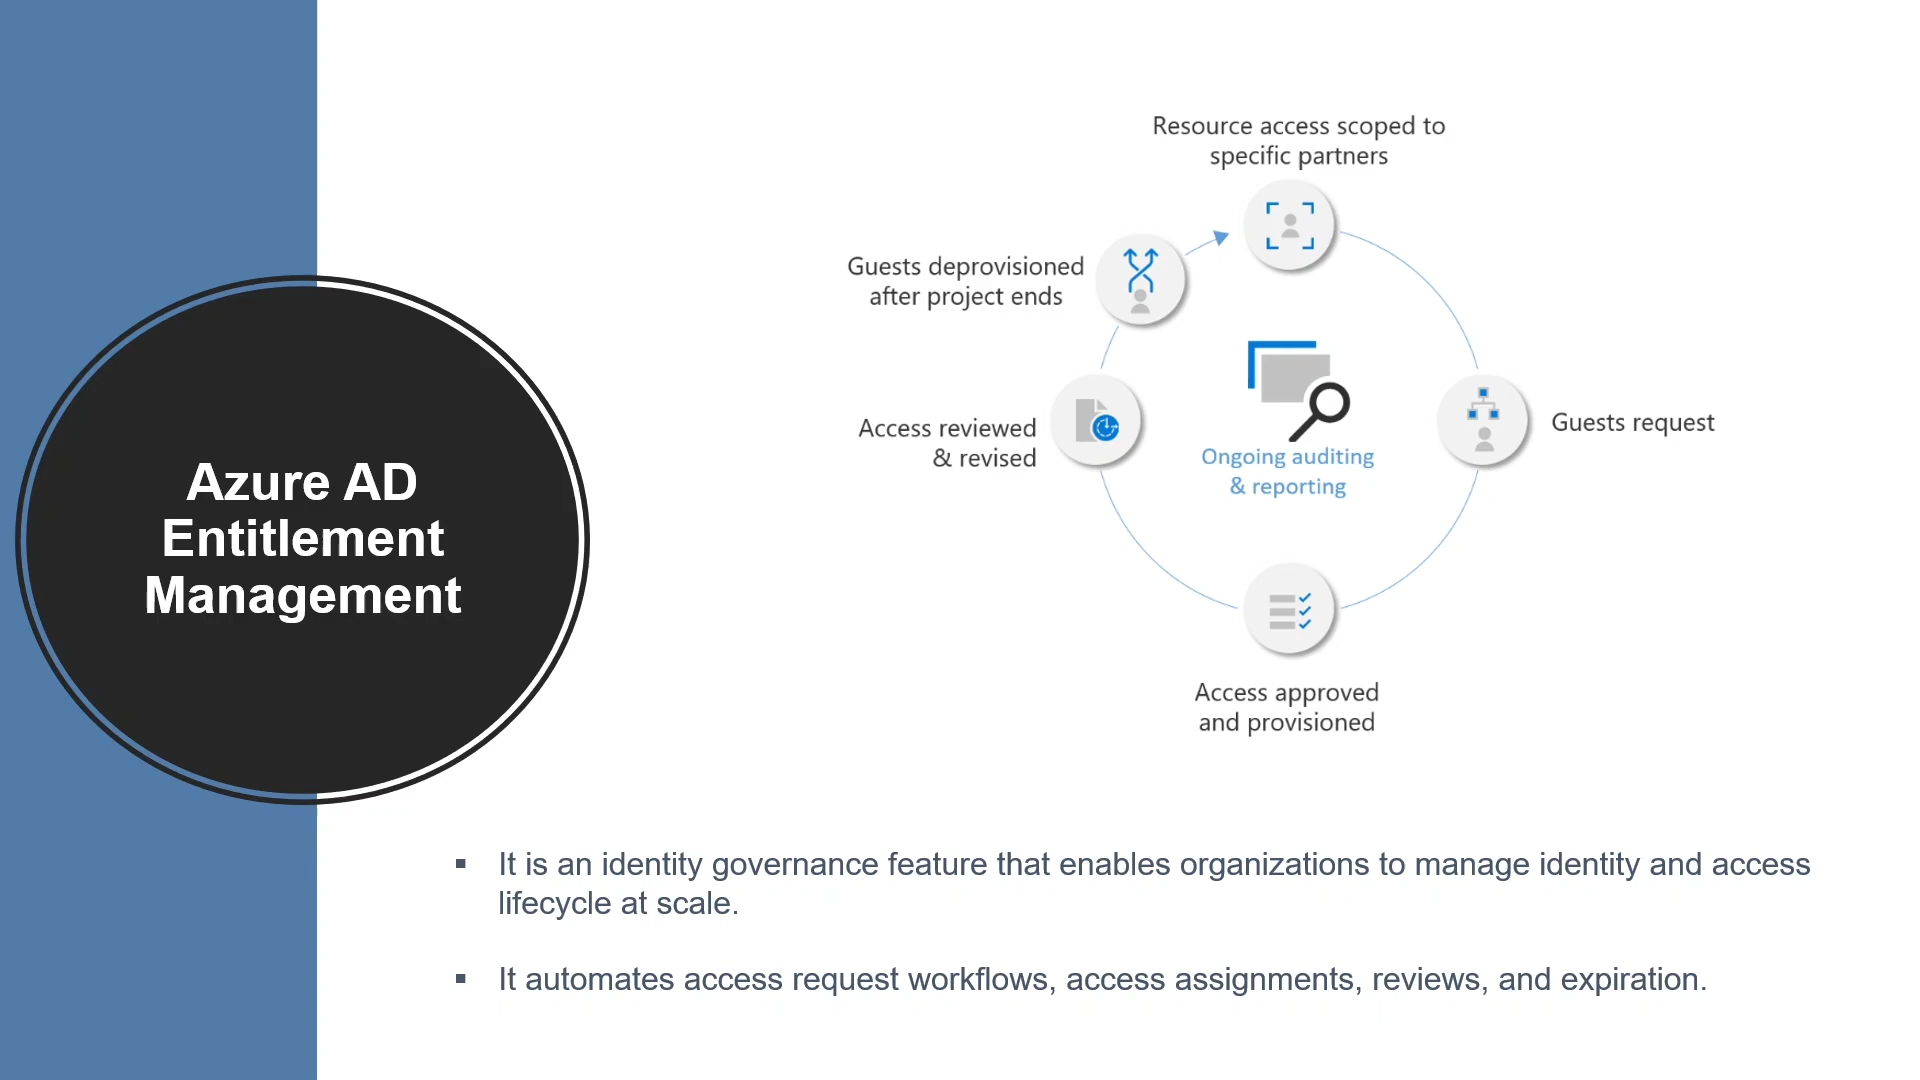 Azure AD
Entitlement
Management
Resource access scoped to
specific partners
Guests deprovisioned
after project ends
Access reviewed
& revised
Ongoing auditing
& reporting
Guests request
Access approved
and provisioned
▪ It is an identity governance feature that enables organizations to manage identity and access
lifecycle at scale.
▪ It automates access request workflows, access assignments, reviews, and expiration.